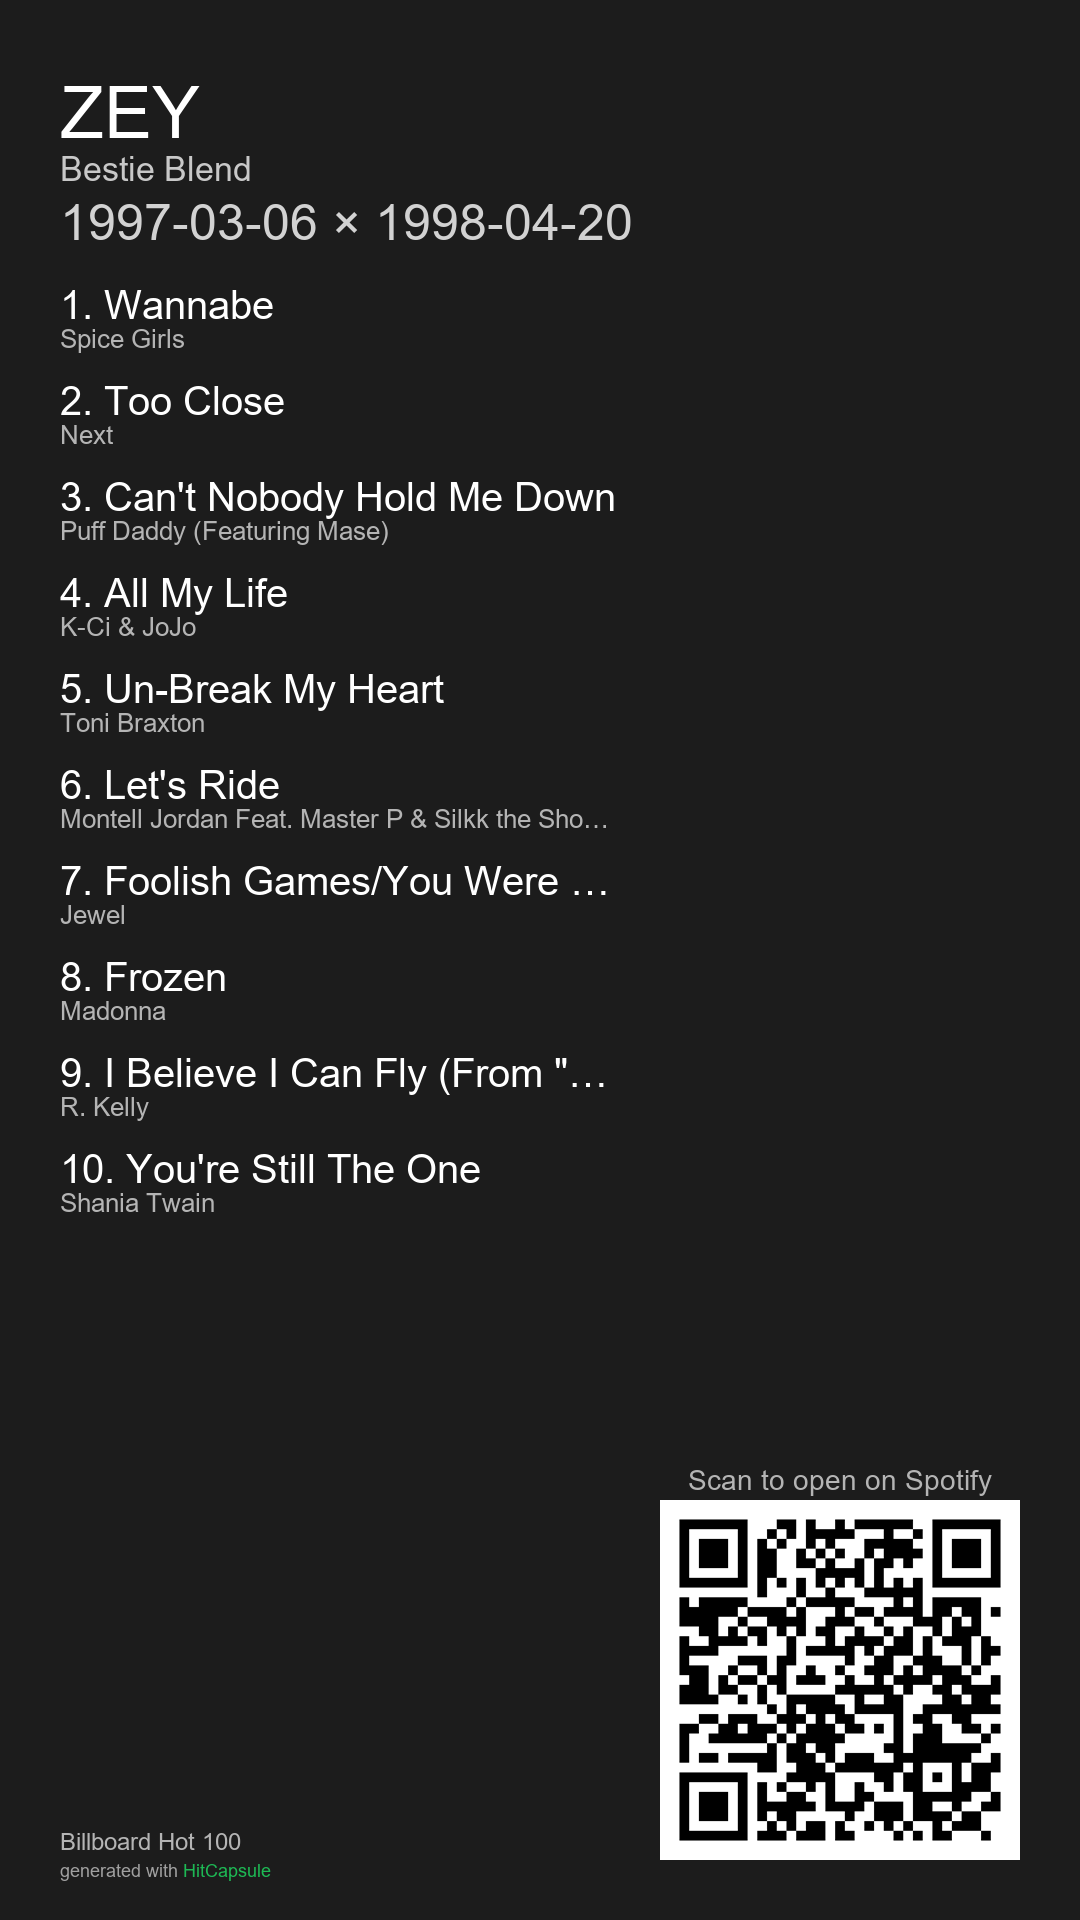 ZEY
Bestie Blend
1997-03-06 × 1998-04-20
1. Wannabe
Spice Girls
2. Too Close
Next
3. Can't Nobody Hold Me Down
Puff Daddy (Featuring Mase)
4. All My Life
K-Ci & JoJo
5. Un-Break My Heart
Toni Braxton
6. Let's Ride
Montell Jordan Feat. Master P & Silkk the Sho…
7. Foolish Games/You Were …
Jewel
8. Frozen
Madonna
9. I Believe I Can Fly (From "…
R. Kelly
10. You're Still The One
Shania Twain
Scan to open on Spotify
Billboard Hot 100
generated with HitCapsule